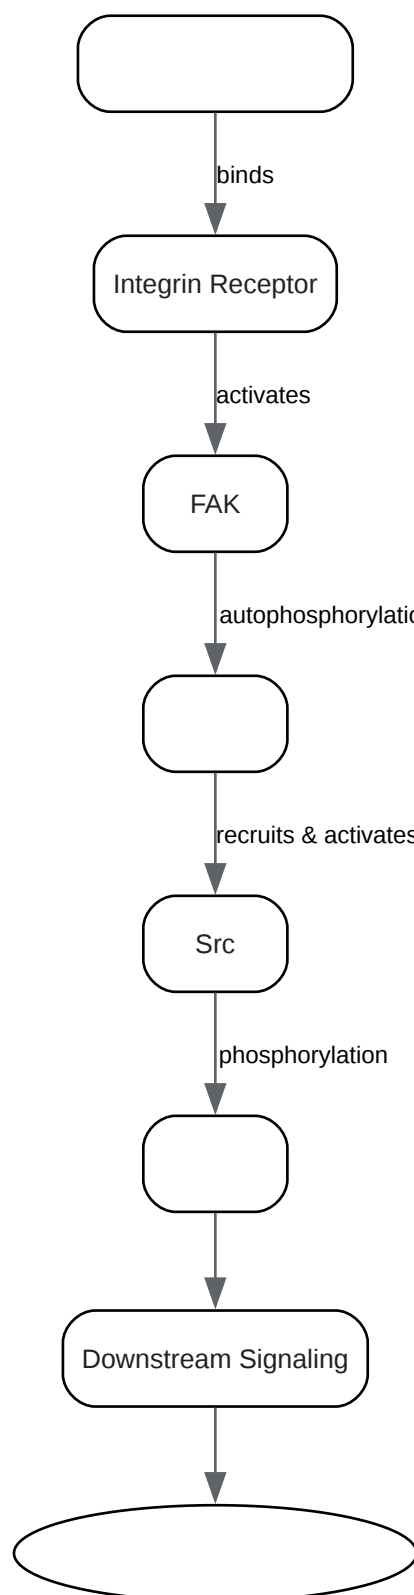 binds
Integrin Receptor
activates
FAK
autophosphorylatio
recruits & activates
Src
phosphorylation
Downstream Signaling